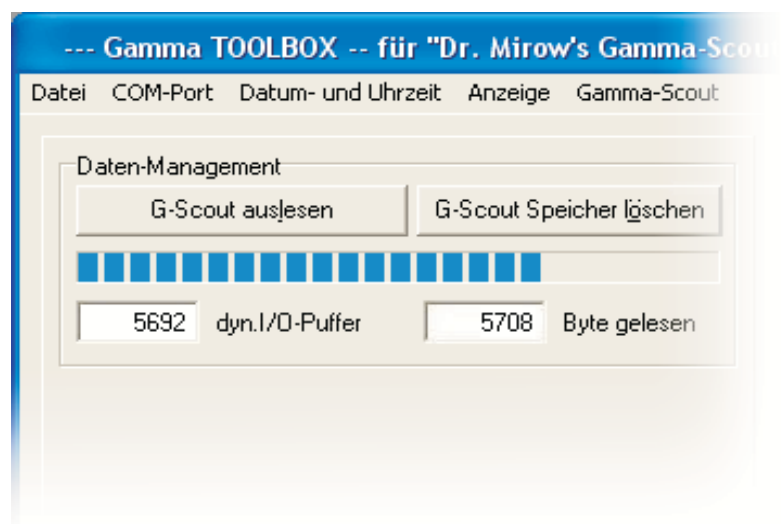 --- Gamma TOOLBOX -- für "Dr. Mirow's Gamma-Scou
Datei COM-Port Datum- und Uhrzeit Anzeige Gamma-Scout
Daten-Management
G-Scout auslesen G-Scout Speicher löschen
5692 dyn.I/O-Puffer 5708 Byte gelesen